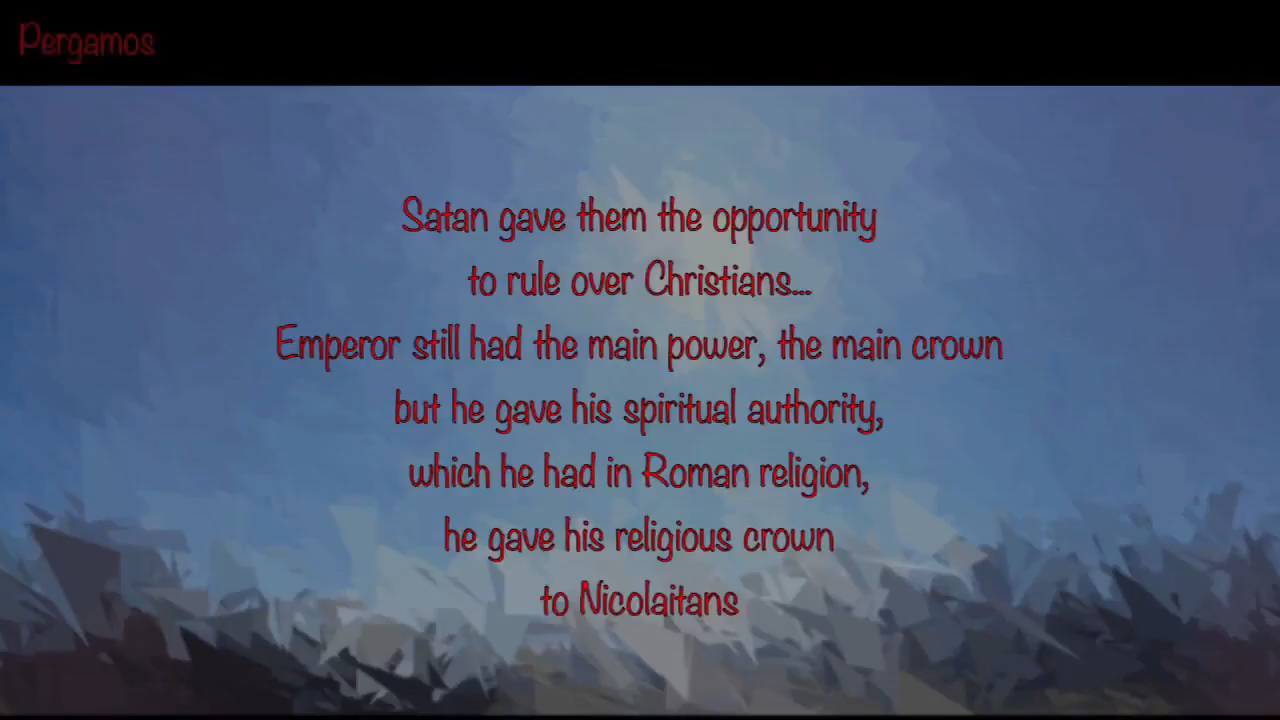 Pergamos
Satan gave them the opportunity
to rule over Christians...
Emperor still had the main power, the main crown
but he gave his spiritual authority,
which he had in Roman religion,
he gave his religious crown
to Nicolaitans